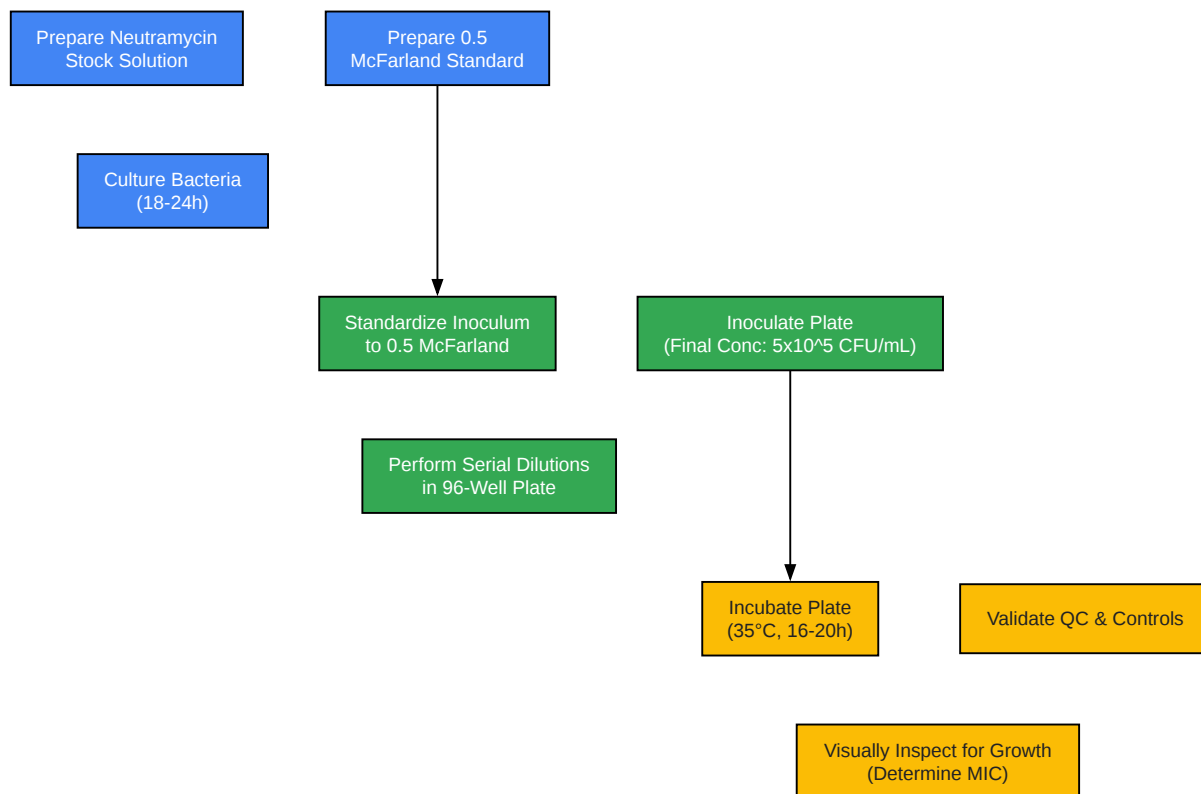 Prepare Neutramycin
Stock Solution
Prepare 0.5
McFarland Standard
Culture Bacteria
(18-24h)
Standardize Inoculum
to 0.5 McFarland
Inoculate Plate
(Final Conc: 5x10^5 CFU/mL)
Perform Serial Dilutions
in 96-Well Plate
Incubate Plate
(35°C, 16-20h)
Validate QC & Controls
Visually Inspect for Growth
(Determine MIC)